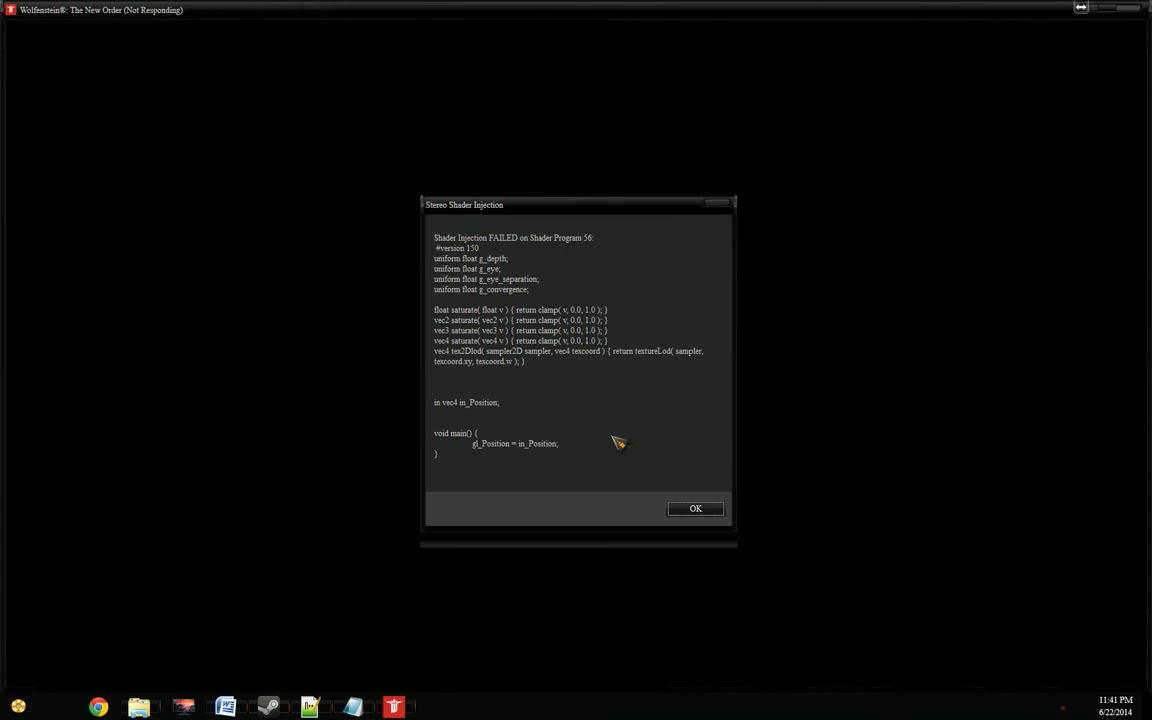 Wolfenstein®: The New Order (Not Responding)
Stereo Shader Injection
Shader Injection FAILED on Shader Program 56:
#version 150
uniform float g_depth;
uniform float g_eye;
uniform float g_eye_separation;
uniform float g_convergence;
float saturate( float v ) { return clamp( v, 0.0, 1.0 ); }
vec2 saturate( vec2 v ) { return clamp( v, 0.0, 1.0 ); }
vec3 saturate( vec3 v ) { return clamp( v, 0.0, 1.0 ); }
vec4 saturate( vec4 v ) { return clamp( v, 0.0, 1.0 ); }
vec4 tex2Dlod( sampler2D sampler, vec4 texcoord ) { return textureLod( sampler,
texcoord.xy, texcoord.w ); }
in vec4 in_Position;
void main() {
gl_Position = in_Position;
}
OK
11:41 PM
6/22/2014